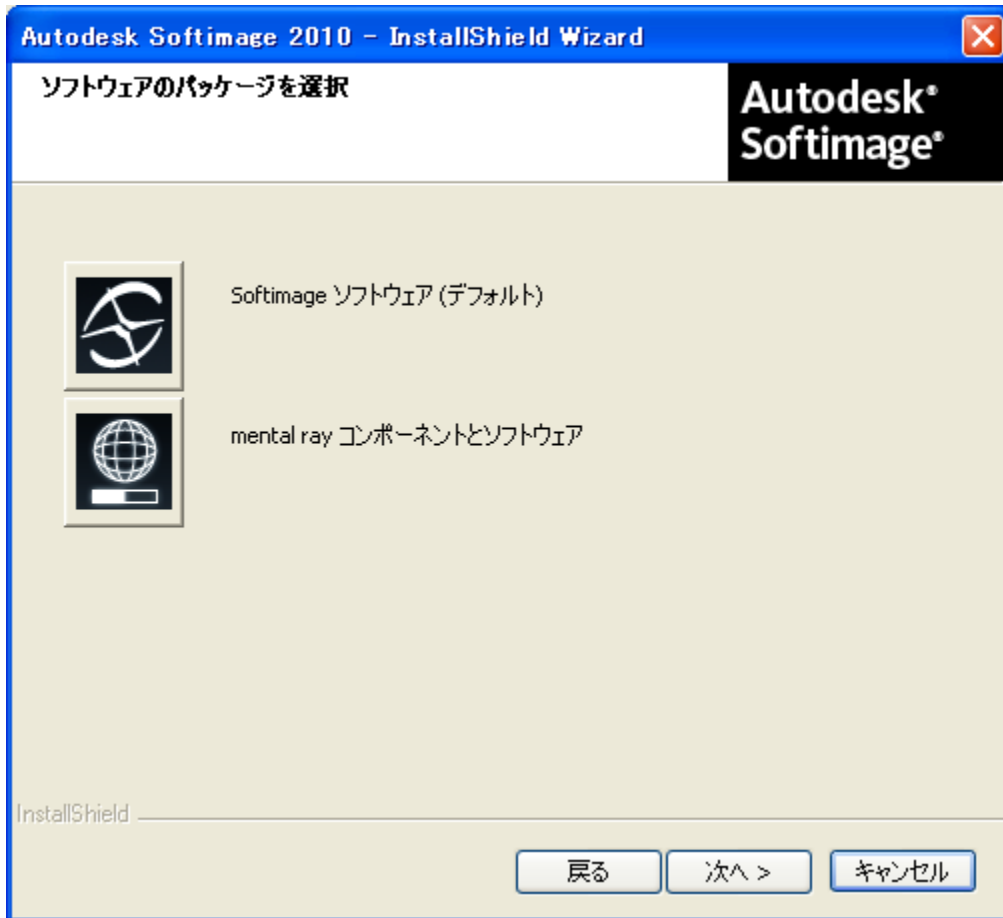 Autodesk Softimage 2010 - InstallShield Wizard
ソフトウェアのパッケージを選択
Autodesk®
Softimage®
Softimage ソフトウェア (デフォルト)
mental ray コンポーネントとソフトウェア
InstallShield
戻る
次へ >
キャンセル